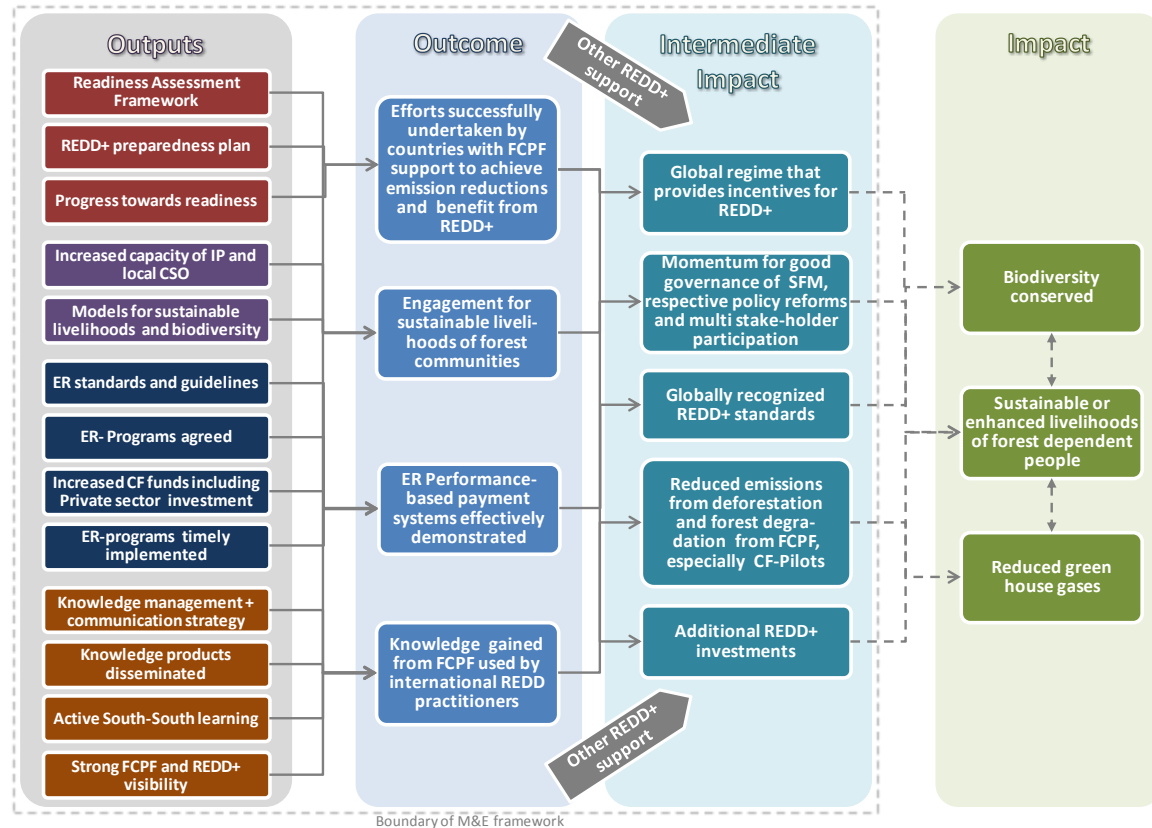 Outputs
Readiness Assessment
Framework
REDD+ preparedness plan
Progress towards readiness
Increased capacity of IP and
local CSO
Models for sustainable
livelihoods and biodiversity
ER standards and guidelines
ER- Programs agreed
Increased CF funds including
Private sector investment
ER-programs timely
implemented
Knowledge management +
communication strategy
Knowledge products
disseminated
Active South-South learning
Strong FCPF and REDD+
visibility
Outcome
Efforts successfully
undertaken by
countries with FCPF
support to achieve
emission reductions
and benefit from
REDD+
Engagement for
sustainable liveli-
hoods of forest
communities
ER Performance-
based payment
systems effectively
demonstrated
Knowledge gained
from FCPF used by
international REDD
practitioners
Other REDD+
support
Intermediate
Impact
Global regime that
provides incentives for
REDD+
Momentum for good
governance of SFM,
respective policy reforms
and multi stake-holder
participation
Globally recognized
REDD+ standards
Reduced emissions
from deforestation
and forest degra-
dation from FCPF,
especially CF-Pilots
Additional REDD+
investments
Other REDD+
support
Impact
Biodiversity
conserved
Sustainable or
enhanced livelihoods
of forest dependent
people
Reduced green
house gases
Boundary of M&E framework